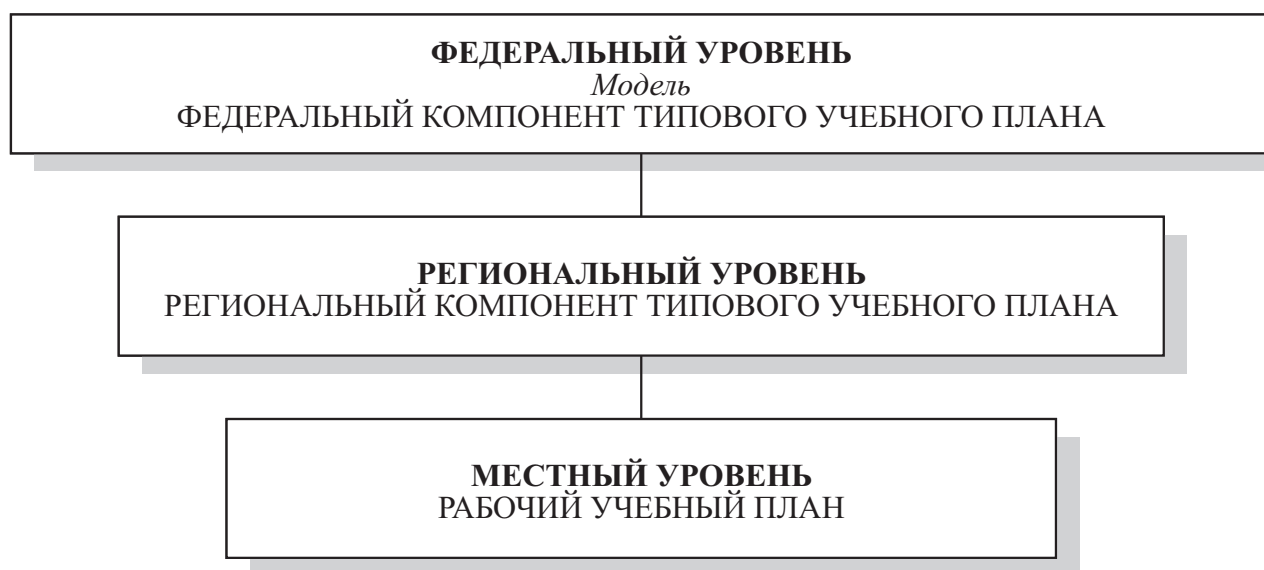 ФЕДЕРАЛЬНЫЙ УРОВЕНЬ
Модель
ФЕДЕРАЛЬНЫЙ КОМПОНЕНТ ТИПОВОГО УЧЕБНОГО ПЛАНА
РЕГИОНАЛЬНЫЙ УРОВЕНЬ
РЕГИОНАЛЬНЫЙ КОМПОНЕНТ ТИПОВОГО УЧЕБНОГО ПЛАНА
МЕСТНЫЙ УРОВЕНЬ
РАБОЧИЙ УЧЕБНЫЙ ПЛАН